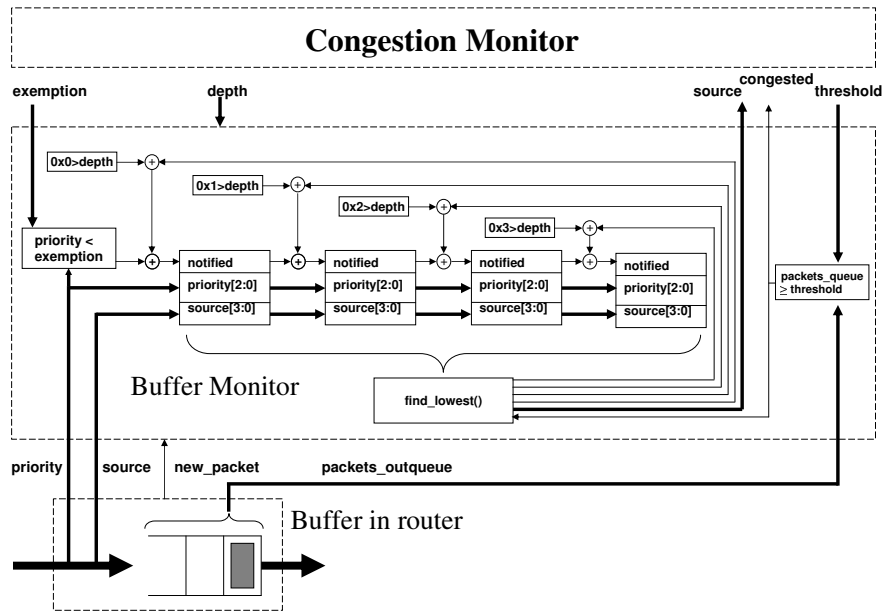 Congestion Monitor
exemption
depth
source
congested
threshold
0x0>depth
+
0x1>depth
+
0x2>depth
+
0x3>depth
+
priority <
exemption
+
notified
priority[2:0]
source[3:0]
+
notified
priority[2:0]
source[3:0]
+
notified
priority[2:0]
source[3:0]
+
notified
priority[2:0]
source[3:0]
packets_queue
≥ threshold
Buffer Monitor
find_lowest()
priority
source
new_packet
packets_outqueue
Buffer in router